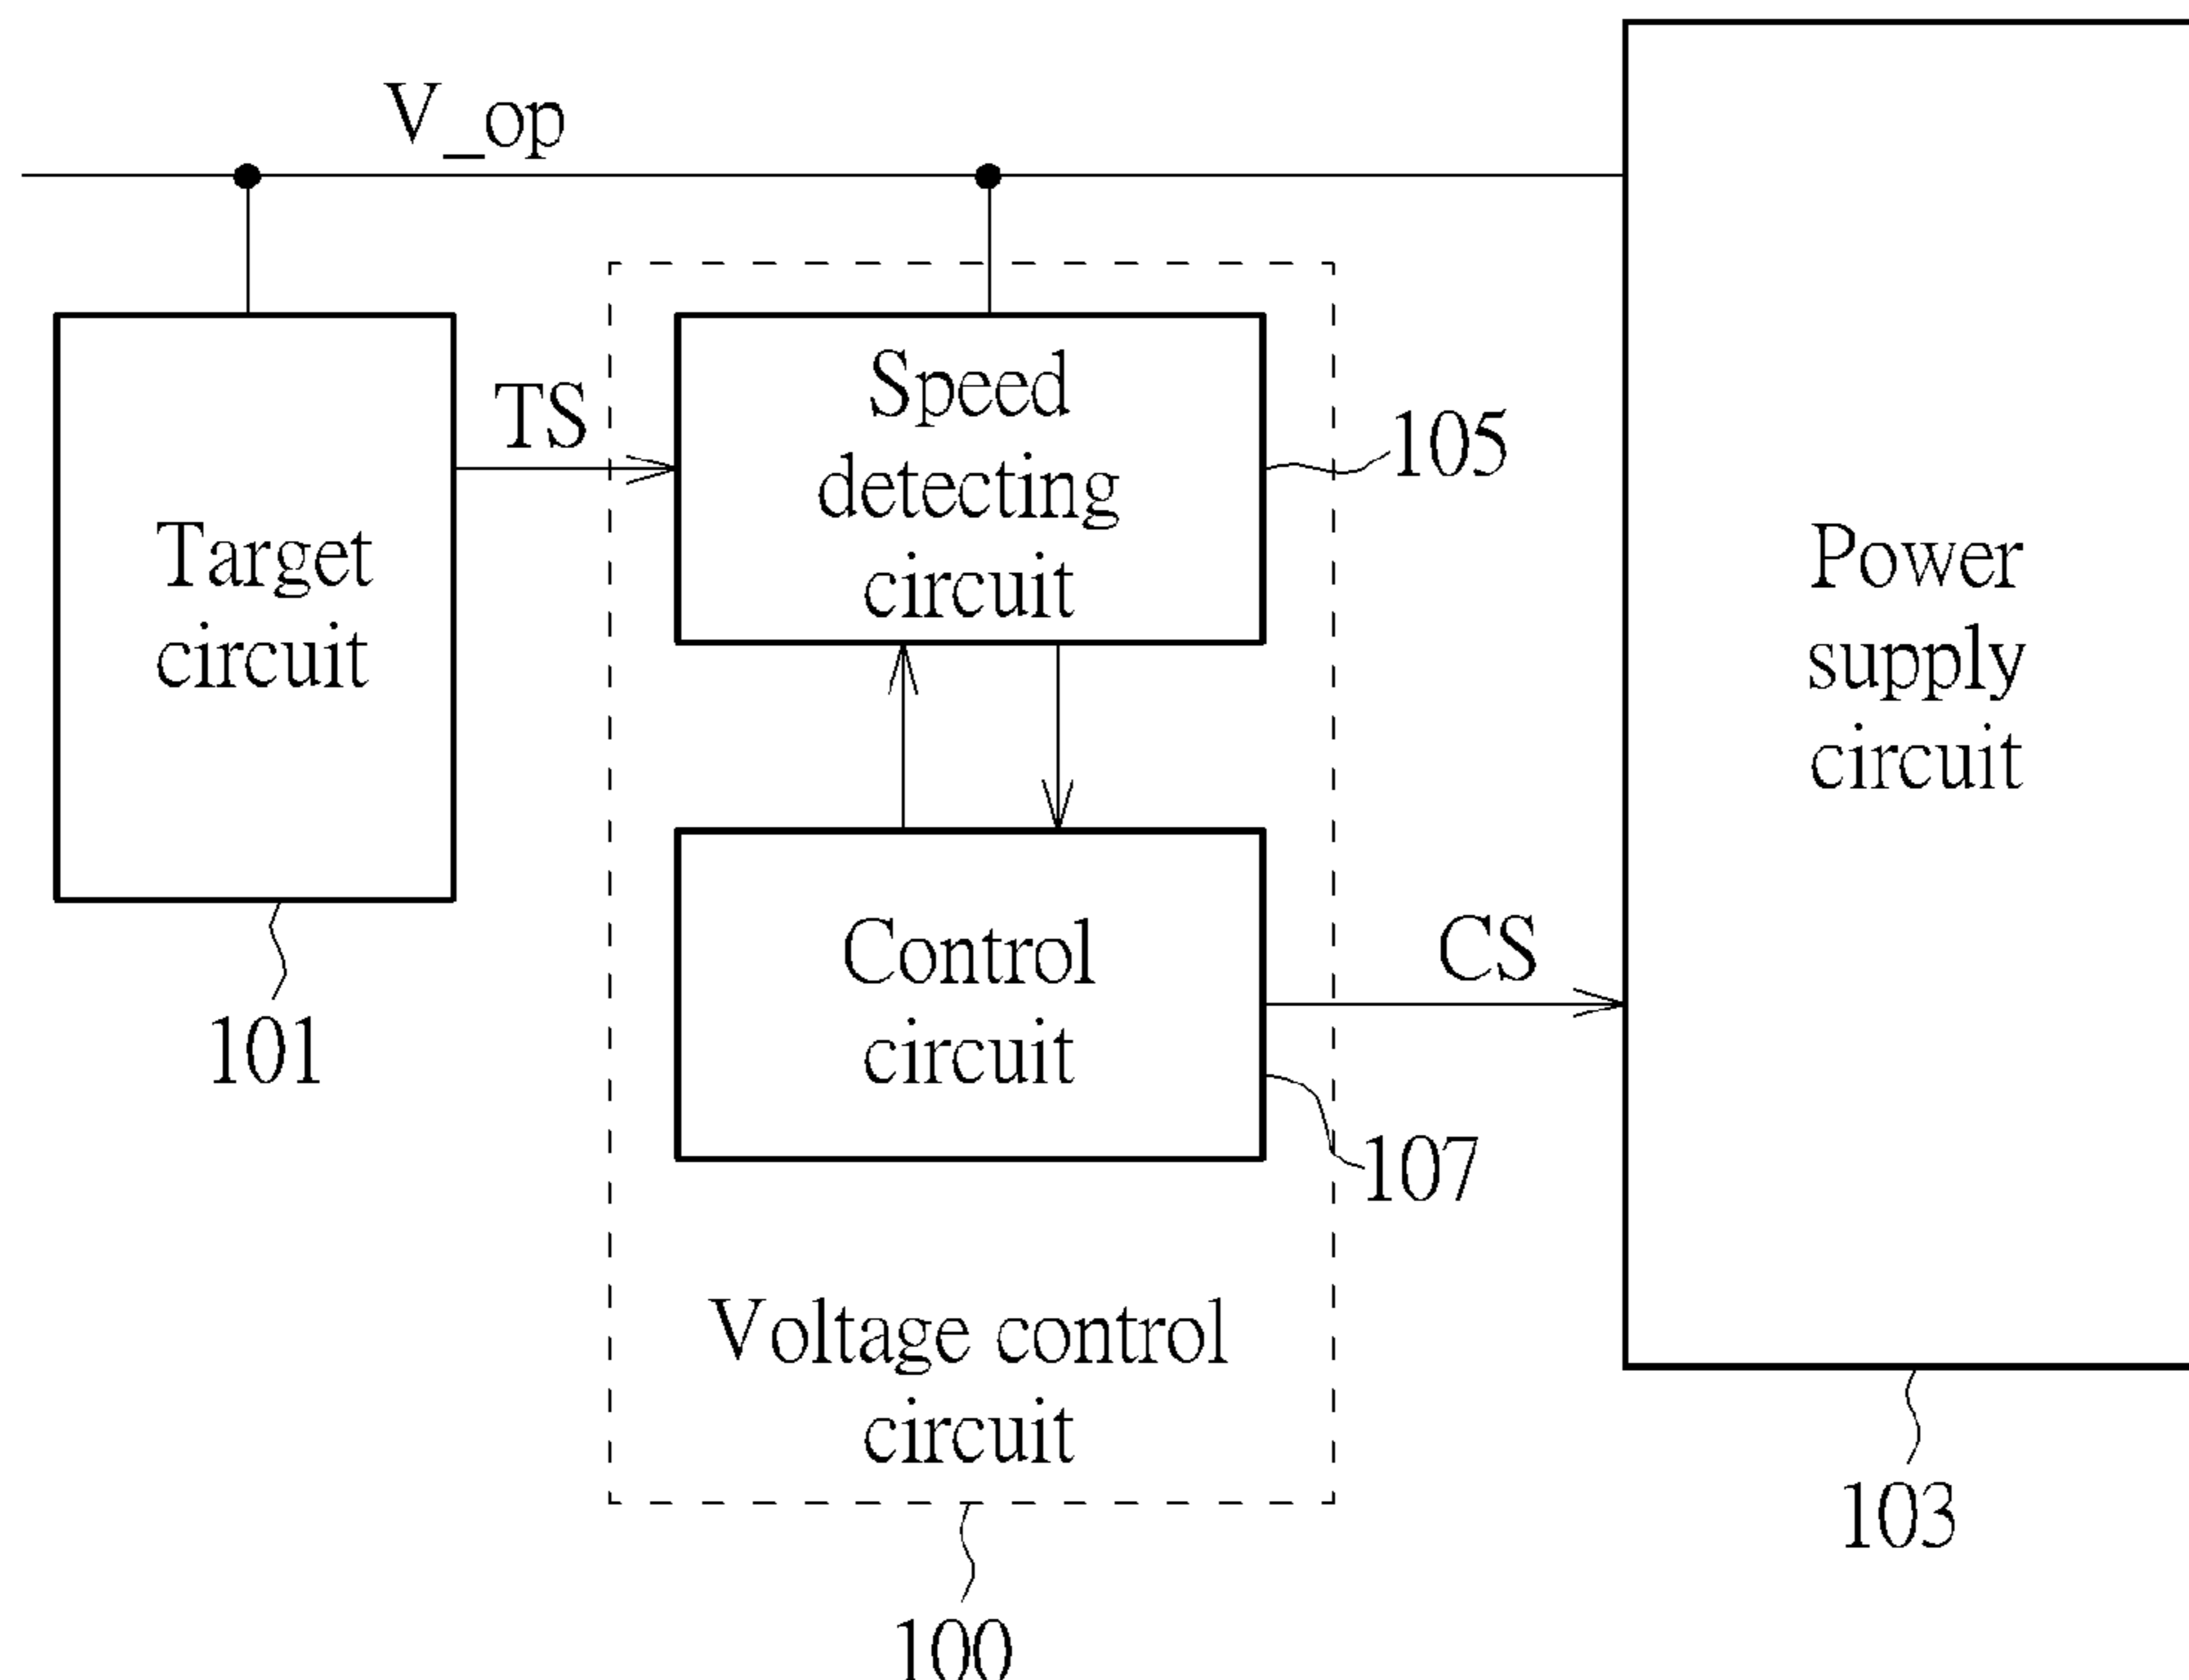 V_op
Target
circuit
101
TS
Speed
detecting
circuit
105
Control
circuit
107
CS
Voltage control
circuit
100
Power
supply
circuit
103